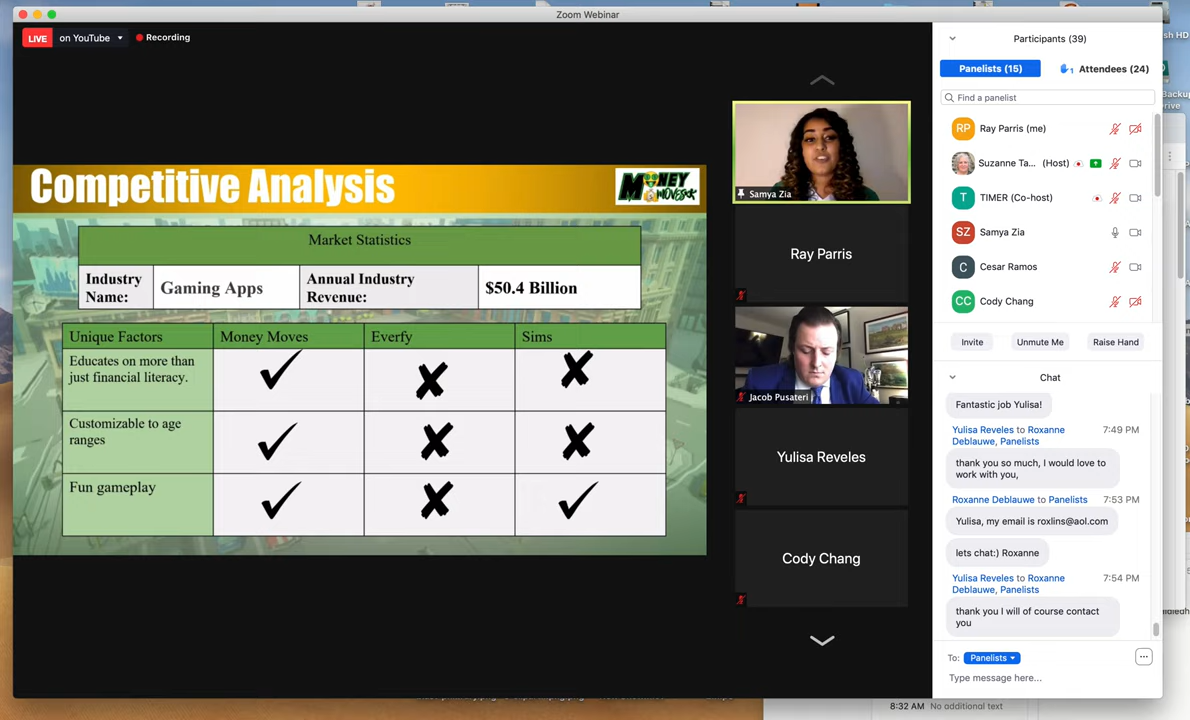 Zoom Webinar
LIVE
on YouTube
Recording
Competitive Analysis
MONEY
MOVES
Market Statistics
Industry
Name:
Gaming Apps
Annual Industry
Revenue:
$50.4 Billion
Unique Factors
Money Moves
Everfy
Sims
Educates on more than
just financial literacy.
Customizable to age
ranges
Fun gameplay
Samya Zia
Ray Parris
Jacob Pusateri
Yulisa Reveles
Cody Chang
Participants (39)
Panelists (15)
1
Attendees (24)
Find a panelist
RP
Ray Parris (me)
Suzanne Ta... (Host)
T
TIMER (Co-host)
SZ
Samya Zia
C
Cesar Ramos
CC
Cody Chang
Invite
Unmute Me
Raise Hand
Chat
Fantastic job Yulisa!
Yulisa Reveles to Roxanne
Deblauwe, Panelists
7:49 PM
thank you so much, I would love to
work with you,
Roxanne Deblauwe to Panelists
7:53 PM
Yulisa, my email is roxlins@aol.com
lets chat:) Roxanne
Yulisa Reveles to Roxanne
Deblauwe, Panelists
7:54 PM
thank you I will of course contact
you
To:
Panelists
Type message here...
sh HD
Backup
rive
8:32 AM No additional text